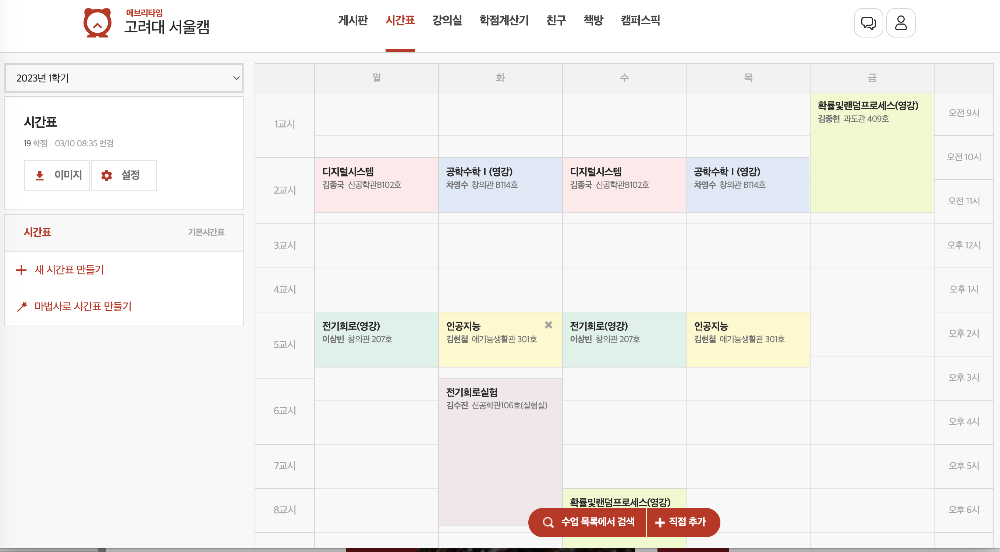 에브리타임
고려대 서울캠
게시판 시간표 강의실 학점계산기 친구 책방 캠퍼스픽
2023년 1학기
시간표
19 학점 03/10 08:35 변경
이미지 설정
시간표 기본시간표
새 시간표 만들기
마법사로 시간표 만들기
월 화 수 목 금
1교시
확률및랜덤프로세스(영강)
김중헌 과도관 409호
오전 9시
오전 10시
2교시
디지털시스템
김종국 신공학관B102호
공학수학Ⅰ(영강)
차영수 창의관 B114호
디지털시스템
김종국 신공학관B102호
공학수학Ⅰ(영강)
차영수 창의관 B114호
오전 11시
3교시
오후 12시
4교시
오후 1시
5교시
전기회로(영강)
이상빈 창의관 207호
인공지능
김현철 애기능생활관 301호
전기회로(영강)
이상빈 창의관 207호
인공지능
김현철 애기능생활관 301호
오후 2시
오후 3시
6교시
전기회로실험
김수진 신공학관106호(실험실)
오후 4시
7교시
오후 5시
8교시
확률및랜덤프로세스(영강)
오후 6시
수업 목록에서 검색 직접 추가